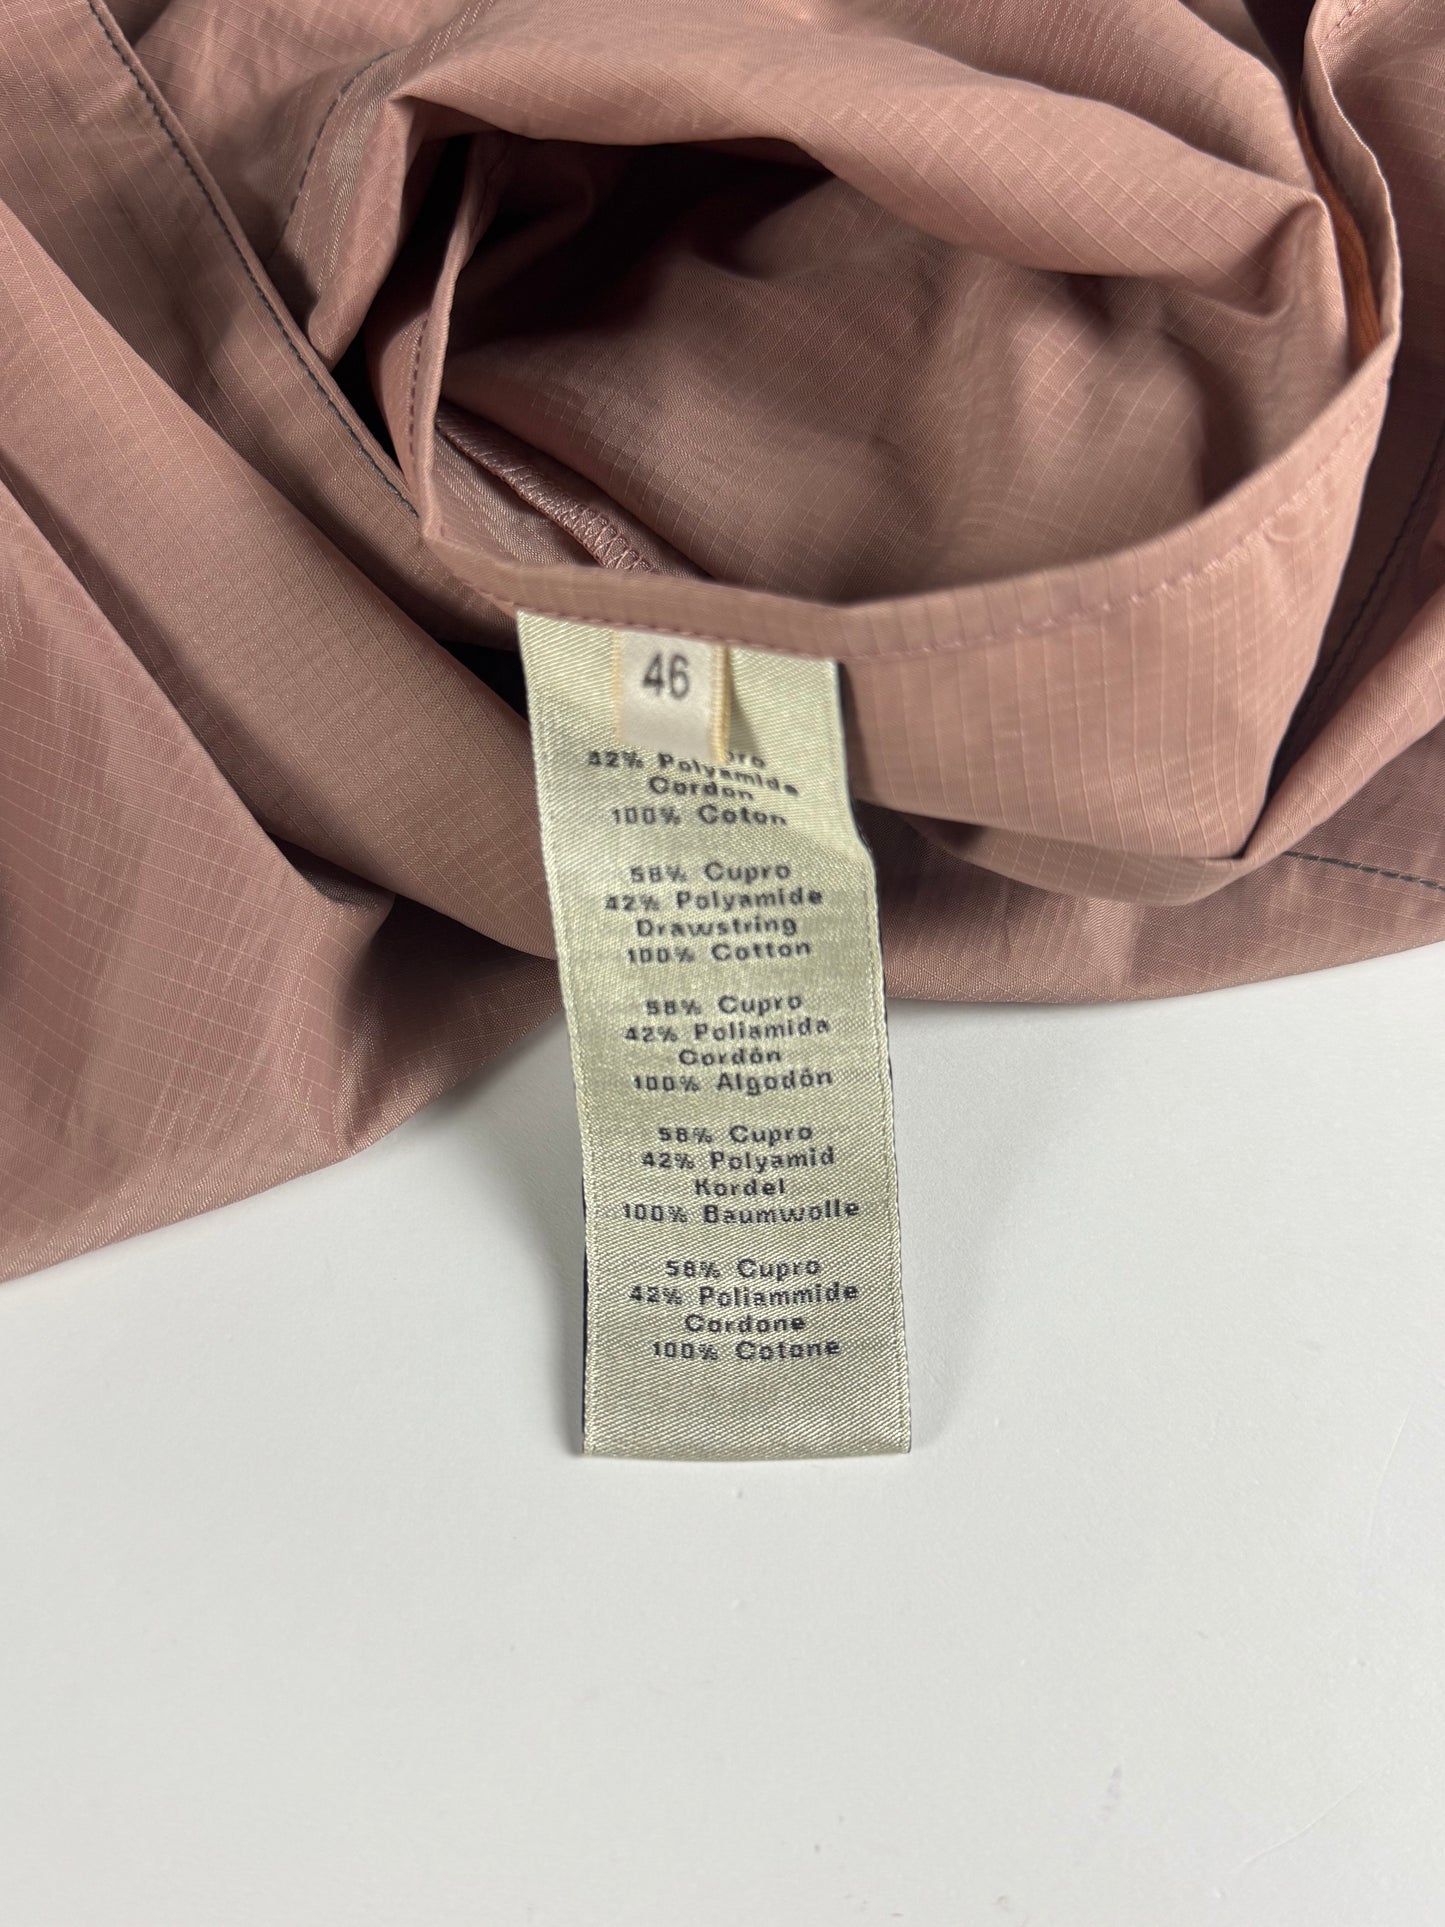 46
42% Polyamide
Cordon
100% Coton
58% Cupro
42% Polyamide
Drawstring
100% Cotton
58% Cupro
42% Poliamida
Cordón
100% Algodón
58% Cupro
42% Polyamid
Kordel
100% Baumwolle
58% Cupro
42% Poliammide
Cordone
100% Cotone